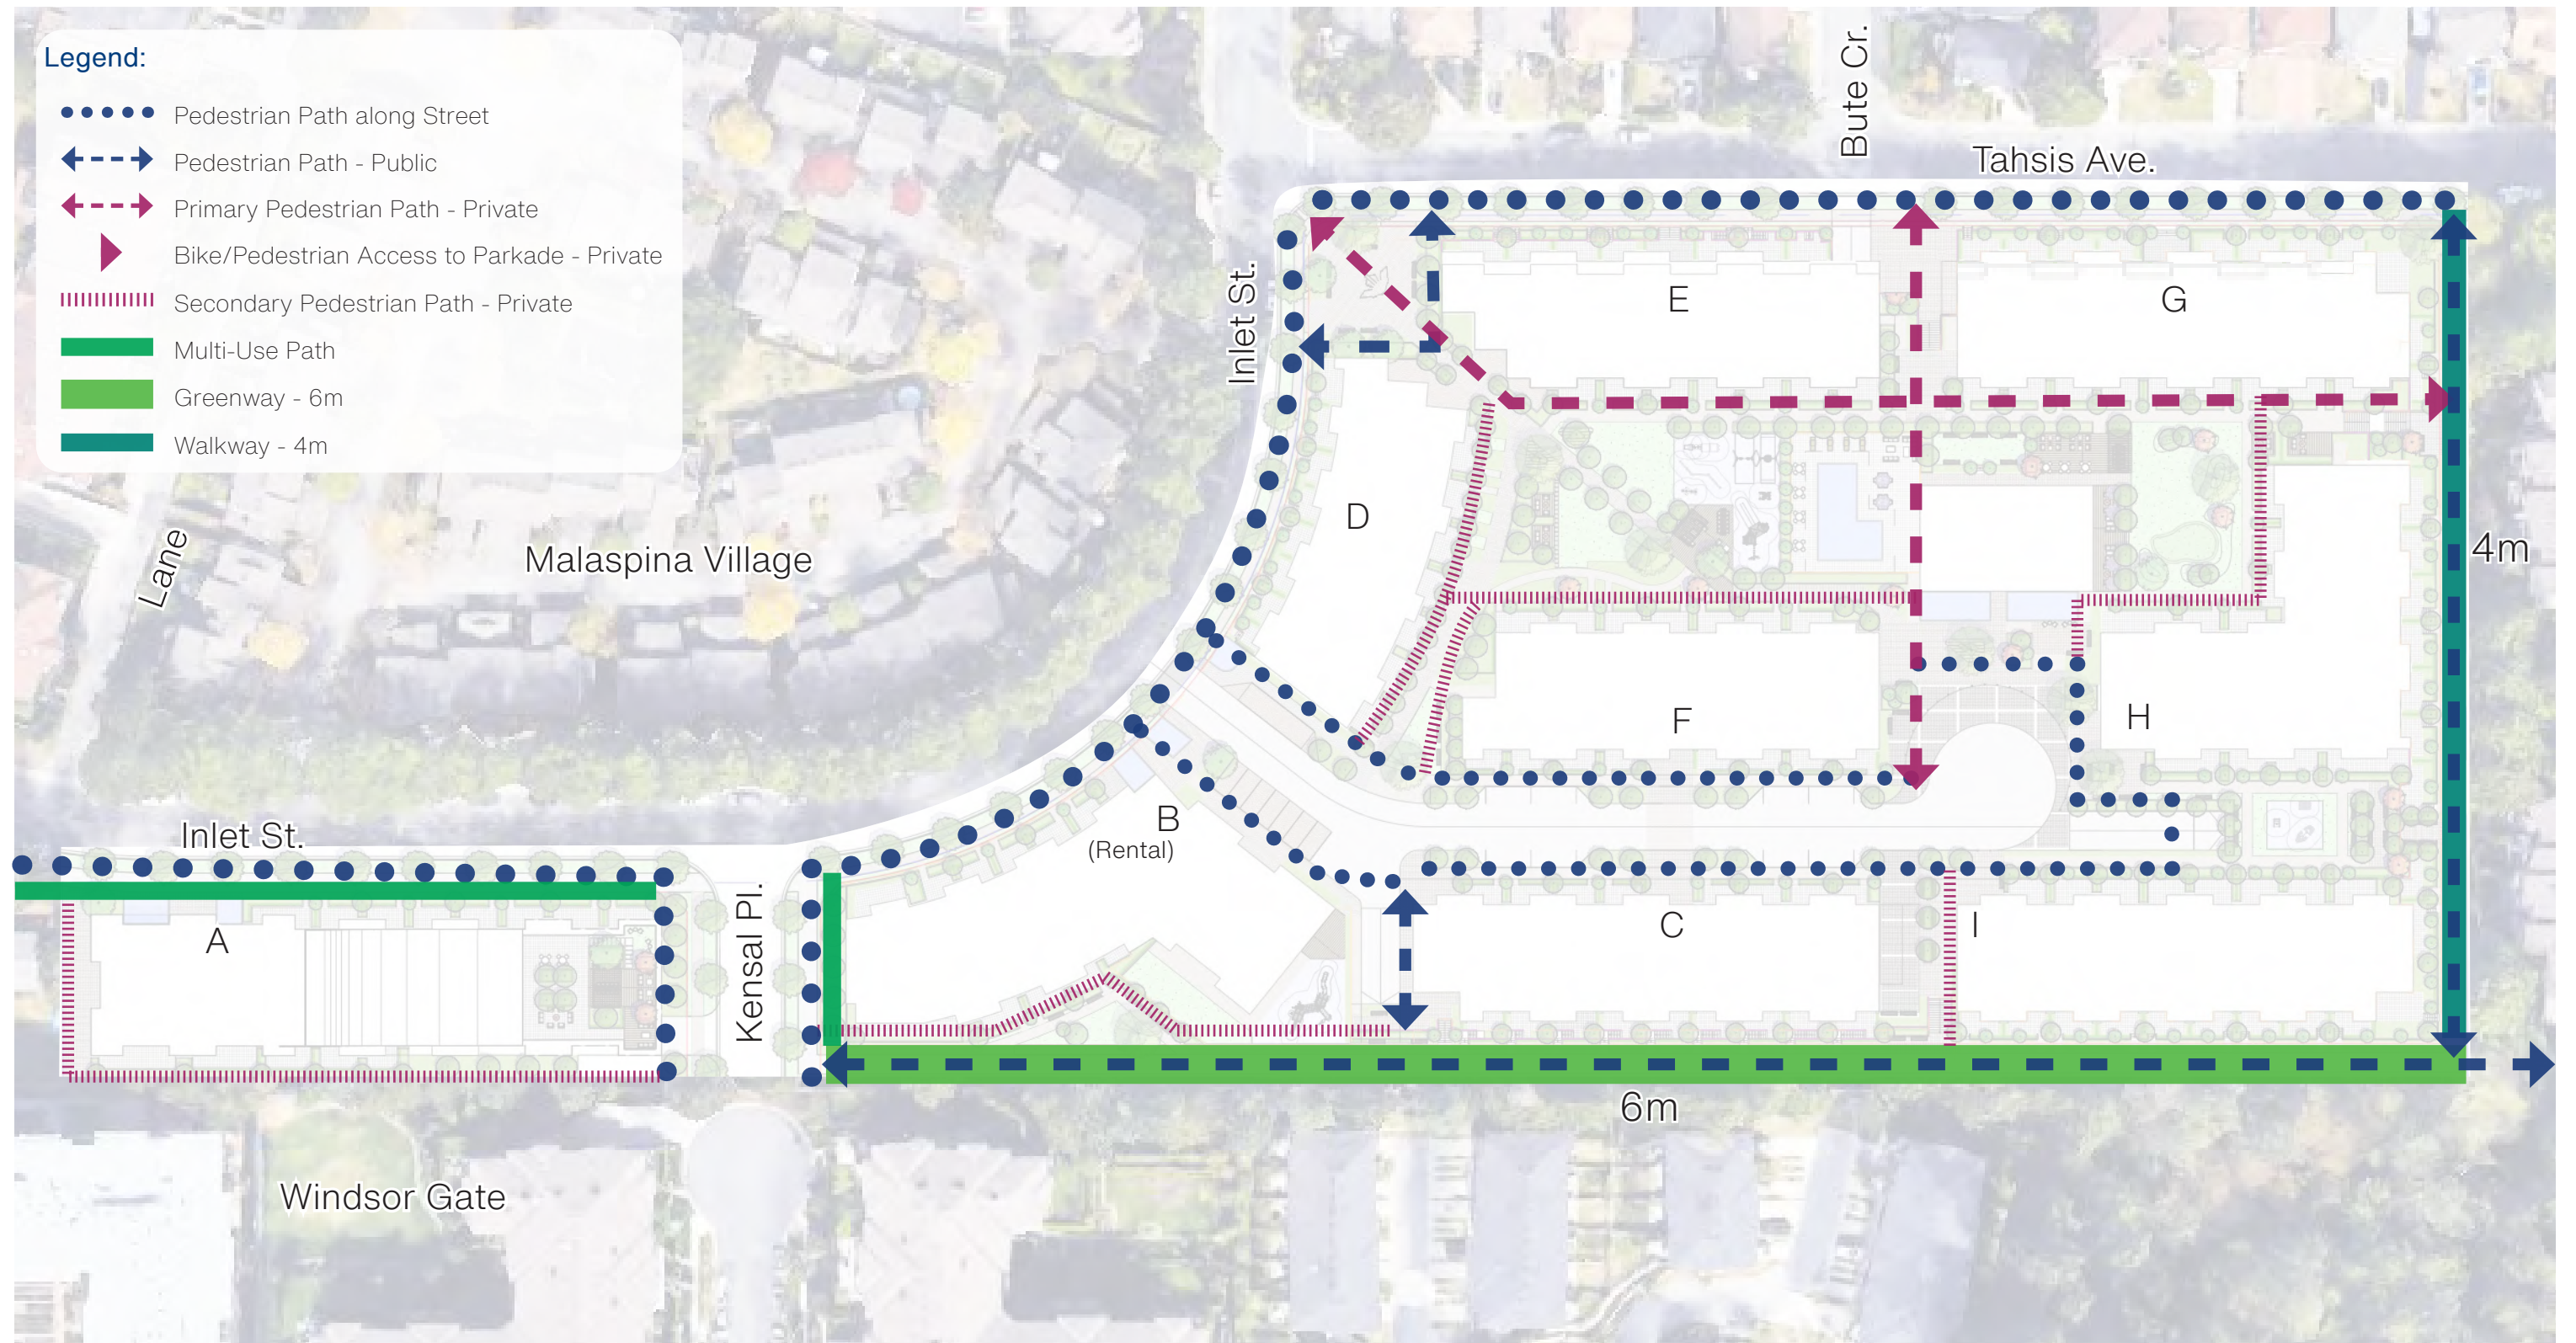 Legend:
Pedestrian Path along Street
Pedestrian Path - Public
Primary Pedestrian Path - Private
Bike/Pedestrian Access to Parkade - Private
Secondary Pedestrian Path - Private
Multi-Use Path
Greenway - 6m
Walkway - 4m
Bute Cr.
Tahsis Ave.
Inlet St.
E
G
D
Lane
Malaspina Village
4m
F
H
B
(Rental)
Inlet St.
A
Kensal Pl.
C
I
6m
Windsor Gate